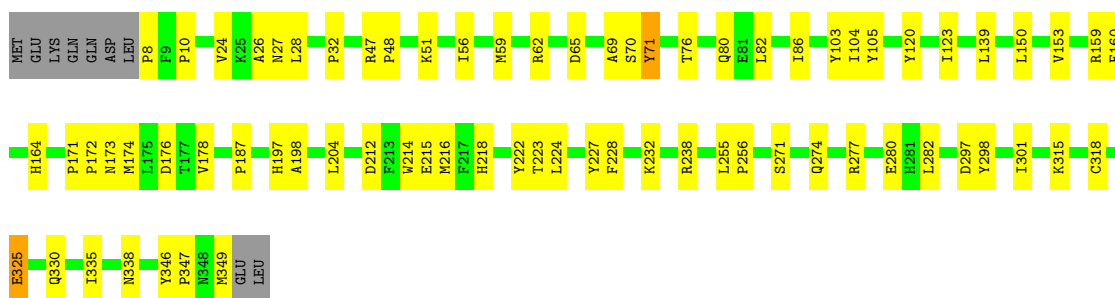 MET GLU LYS GLN GLN ASP LEU P8 F9 P10 V24 K25 A26 N27 L28 P32 R47 P48 K51 I56 M59 R62 D65 A69 S70 Y71 T76 Q80 E81 L82 I86 Y103 I104 Y105 Y120 I123 L139 L150 V153 R159
H164 P171 P172 N173 M174 L175 D176 T177 V178 P187 H197 A198 L204 D212 F213 W214 E215 M216 F217 H218 Y222 T223 L224 Y227 F228 K232 R238 L255 P256 S271 Q274 R277 E280 H281 L282 D297 Y298 I301 K315 C318
E325 Q330 I335 N338 Y346 P347 N348 M349 GLU LEU